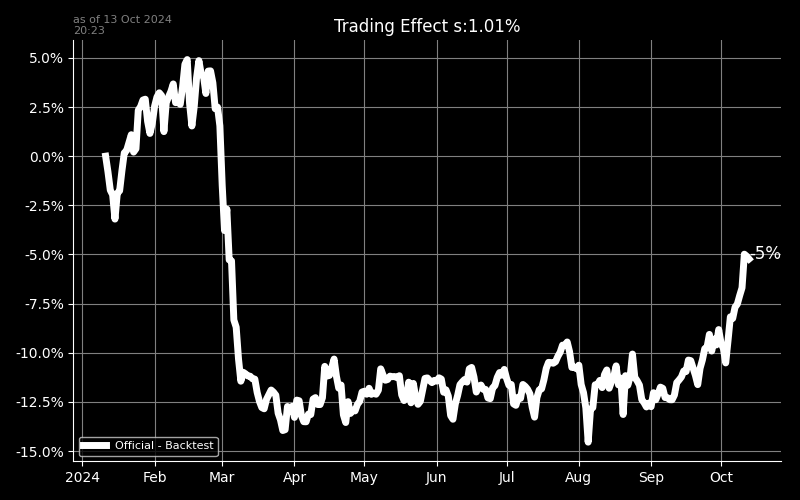 as of 13 Oct 2024
20:23
Trading Effect s:1.01%
5.0%
2.5%
0.0%
-2.5%
-5.0%
-7.5%
-10.0%
-12.5%
-15.0%
-5%
Official - Backtest
2024 Feb Mar Apr May Jun Jul Aug Sep Oct